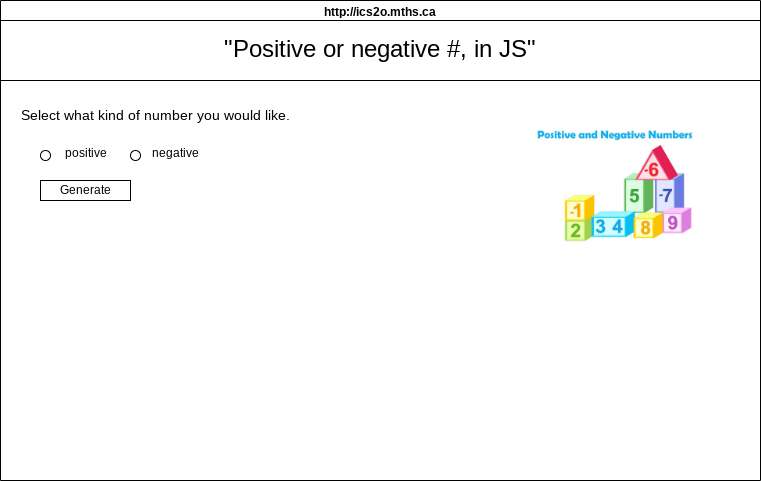 http://ics2o.mths.ca
"Positive or negative #, in JS"
Select what kind of number you would like.
positive negative
Generate
Positive and Negative Numbers
-6
5 -7
-1
2 3 4 8 9